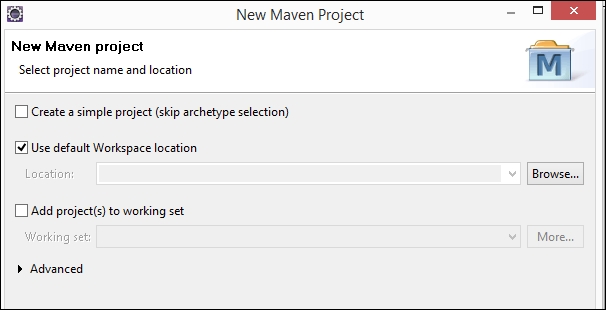 New Maven Project
New Maven project
Select project name and location
M
Create a simple project (skip archetype selection)
Use default Workspace location
Location:
Browse...
Add project(s) to working set
Working set:
More...
Advanced